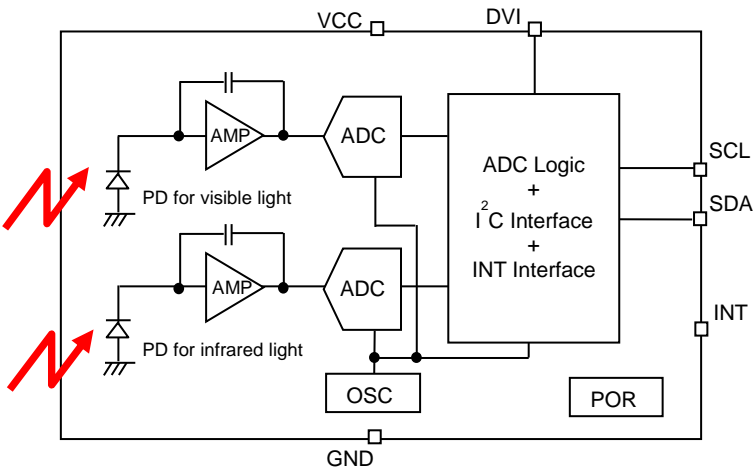 VCC
DVI
AMP
ADC
PD for visible light
ADC Logic
+
I²C Interface
+
INT Interface
SCL
SDA
AMP
ADC
PD for infrared light
INT
OSC
POR
GND